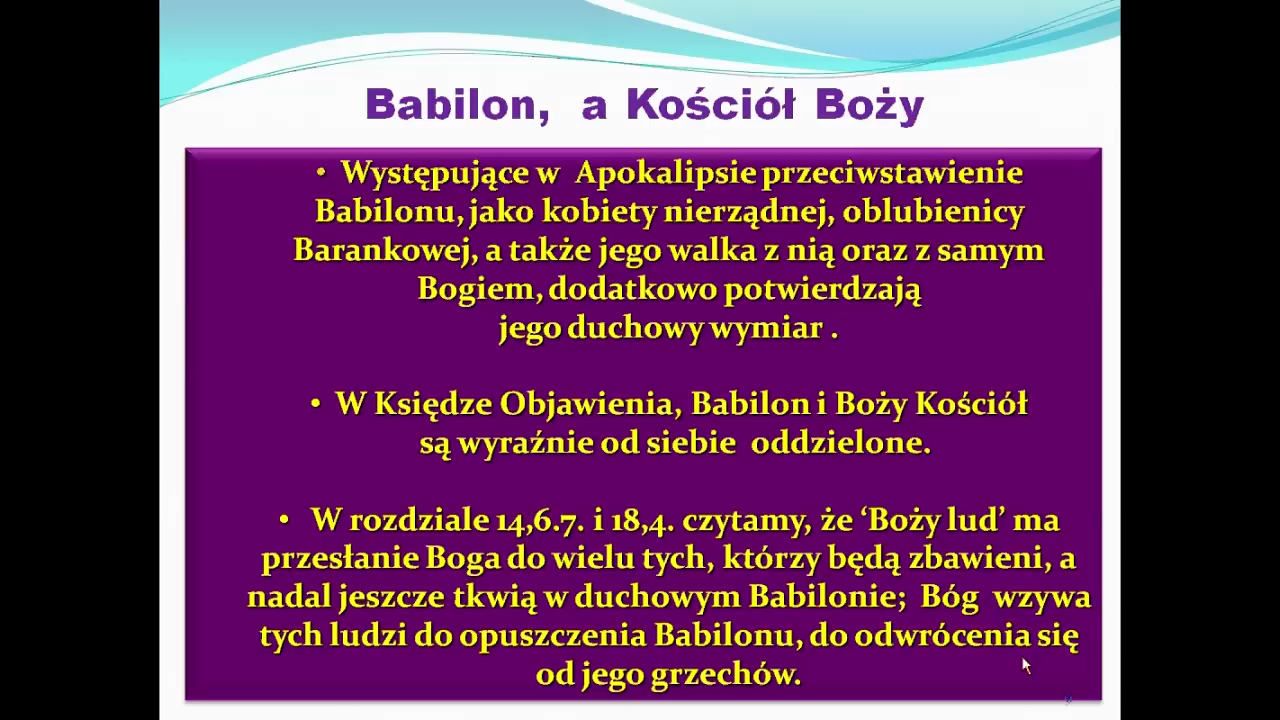 Babilon, a Kościół Boży
• Występujące w Apokalipsie przeciwstawienie
Babilonu, jako kobiety nierządnej, oblubienicy
Barankowej, a także jego walka z nią oraz z samym
Bogiem, dodatkowo potwierdzają
jego duchowy wymiar .
• W Księdze Objawienia, Babilon i Boży Kościół
są wyraźnie od siebie oddzielone.
• W rozdziale 14,6.7. i 18,4. czytamy, że ‘Boży lud’ ma
przesłanie Boga do wielu tych, którzy będą zbawieni, a
nadal jeszcze tkwią w duchowym Babilonie; Bóg wzywa
tych ludzi do opuszczenia Babilonu, do odwrócenia się
od jego grzechów.